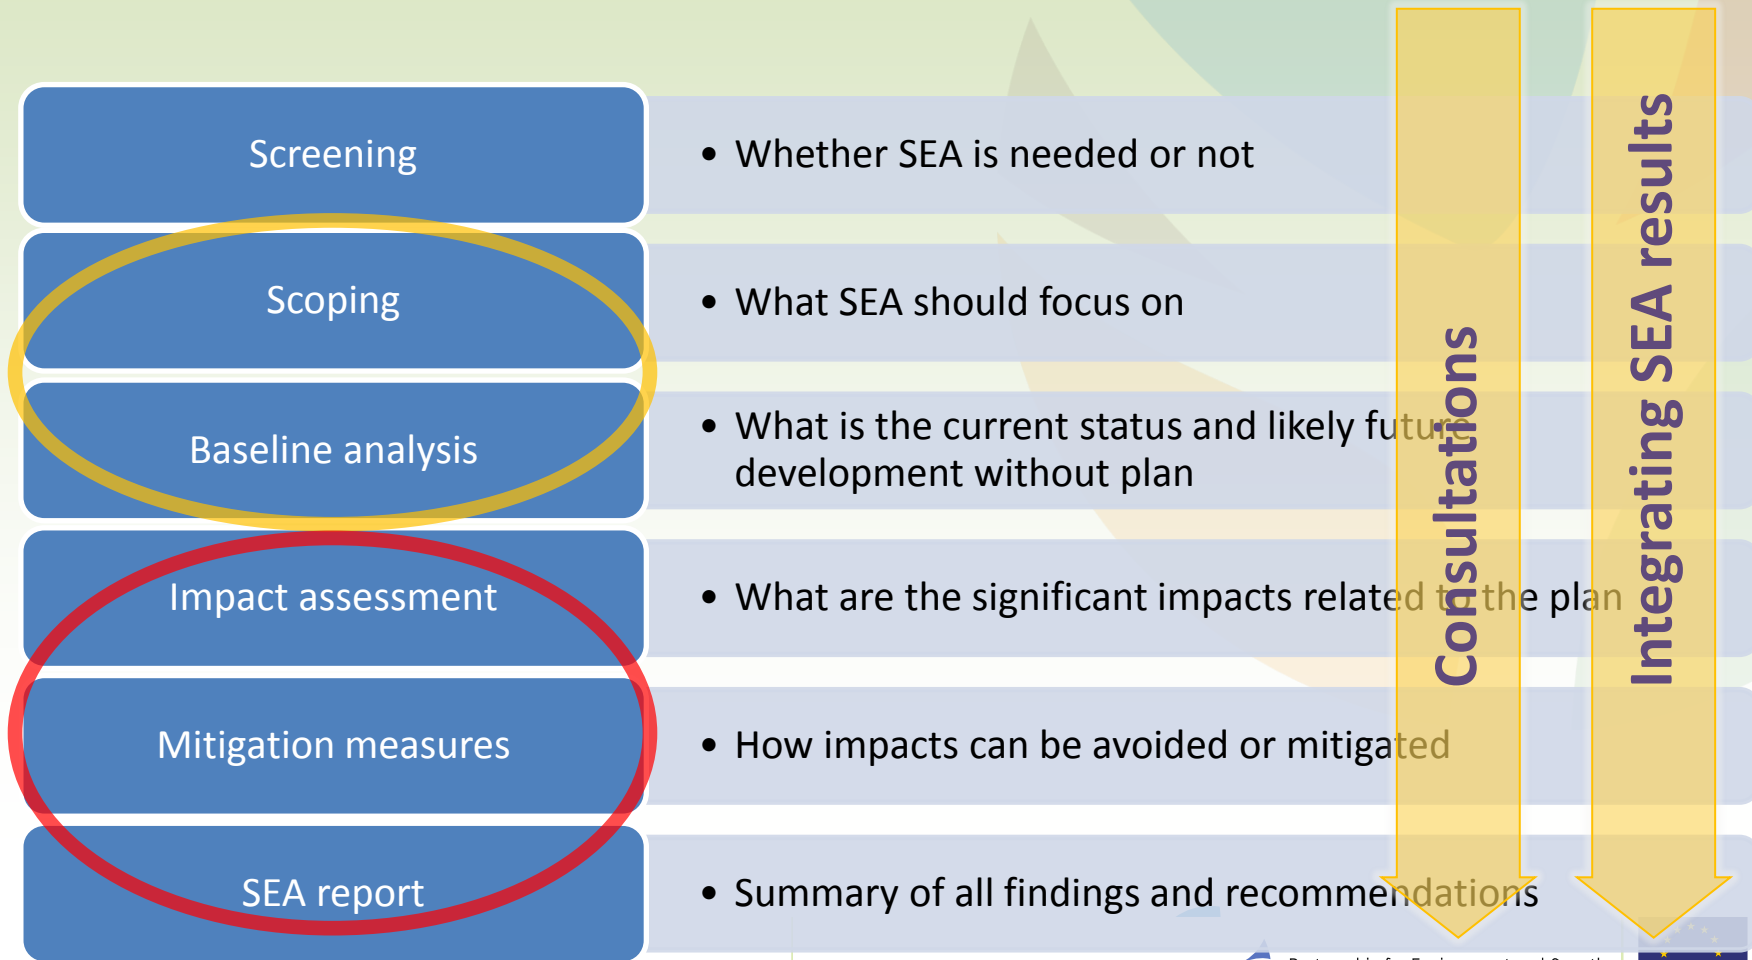 Screening
• Whether SEA is needed or not
Scoping
• What SEA should focus on
Baseline analysis
• What is the current status and likely future
development without plan
Impact assessment
• What are the significant impacts related to the plan
Mitigation measures
• How impacts can be avoided or mitigated
SEA report
• Summary of all findings and recommendations
Consultations
Integrating SEA results